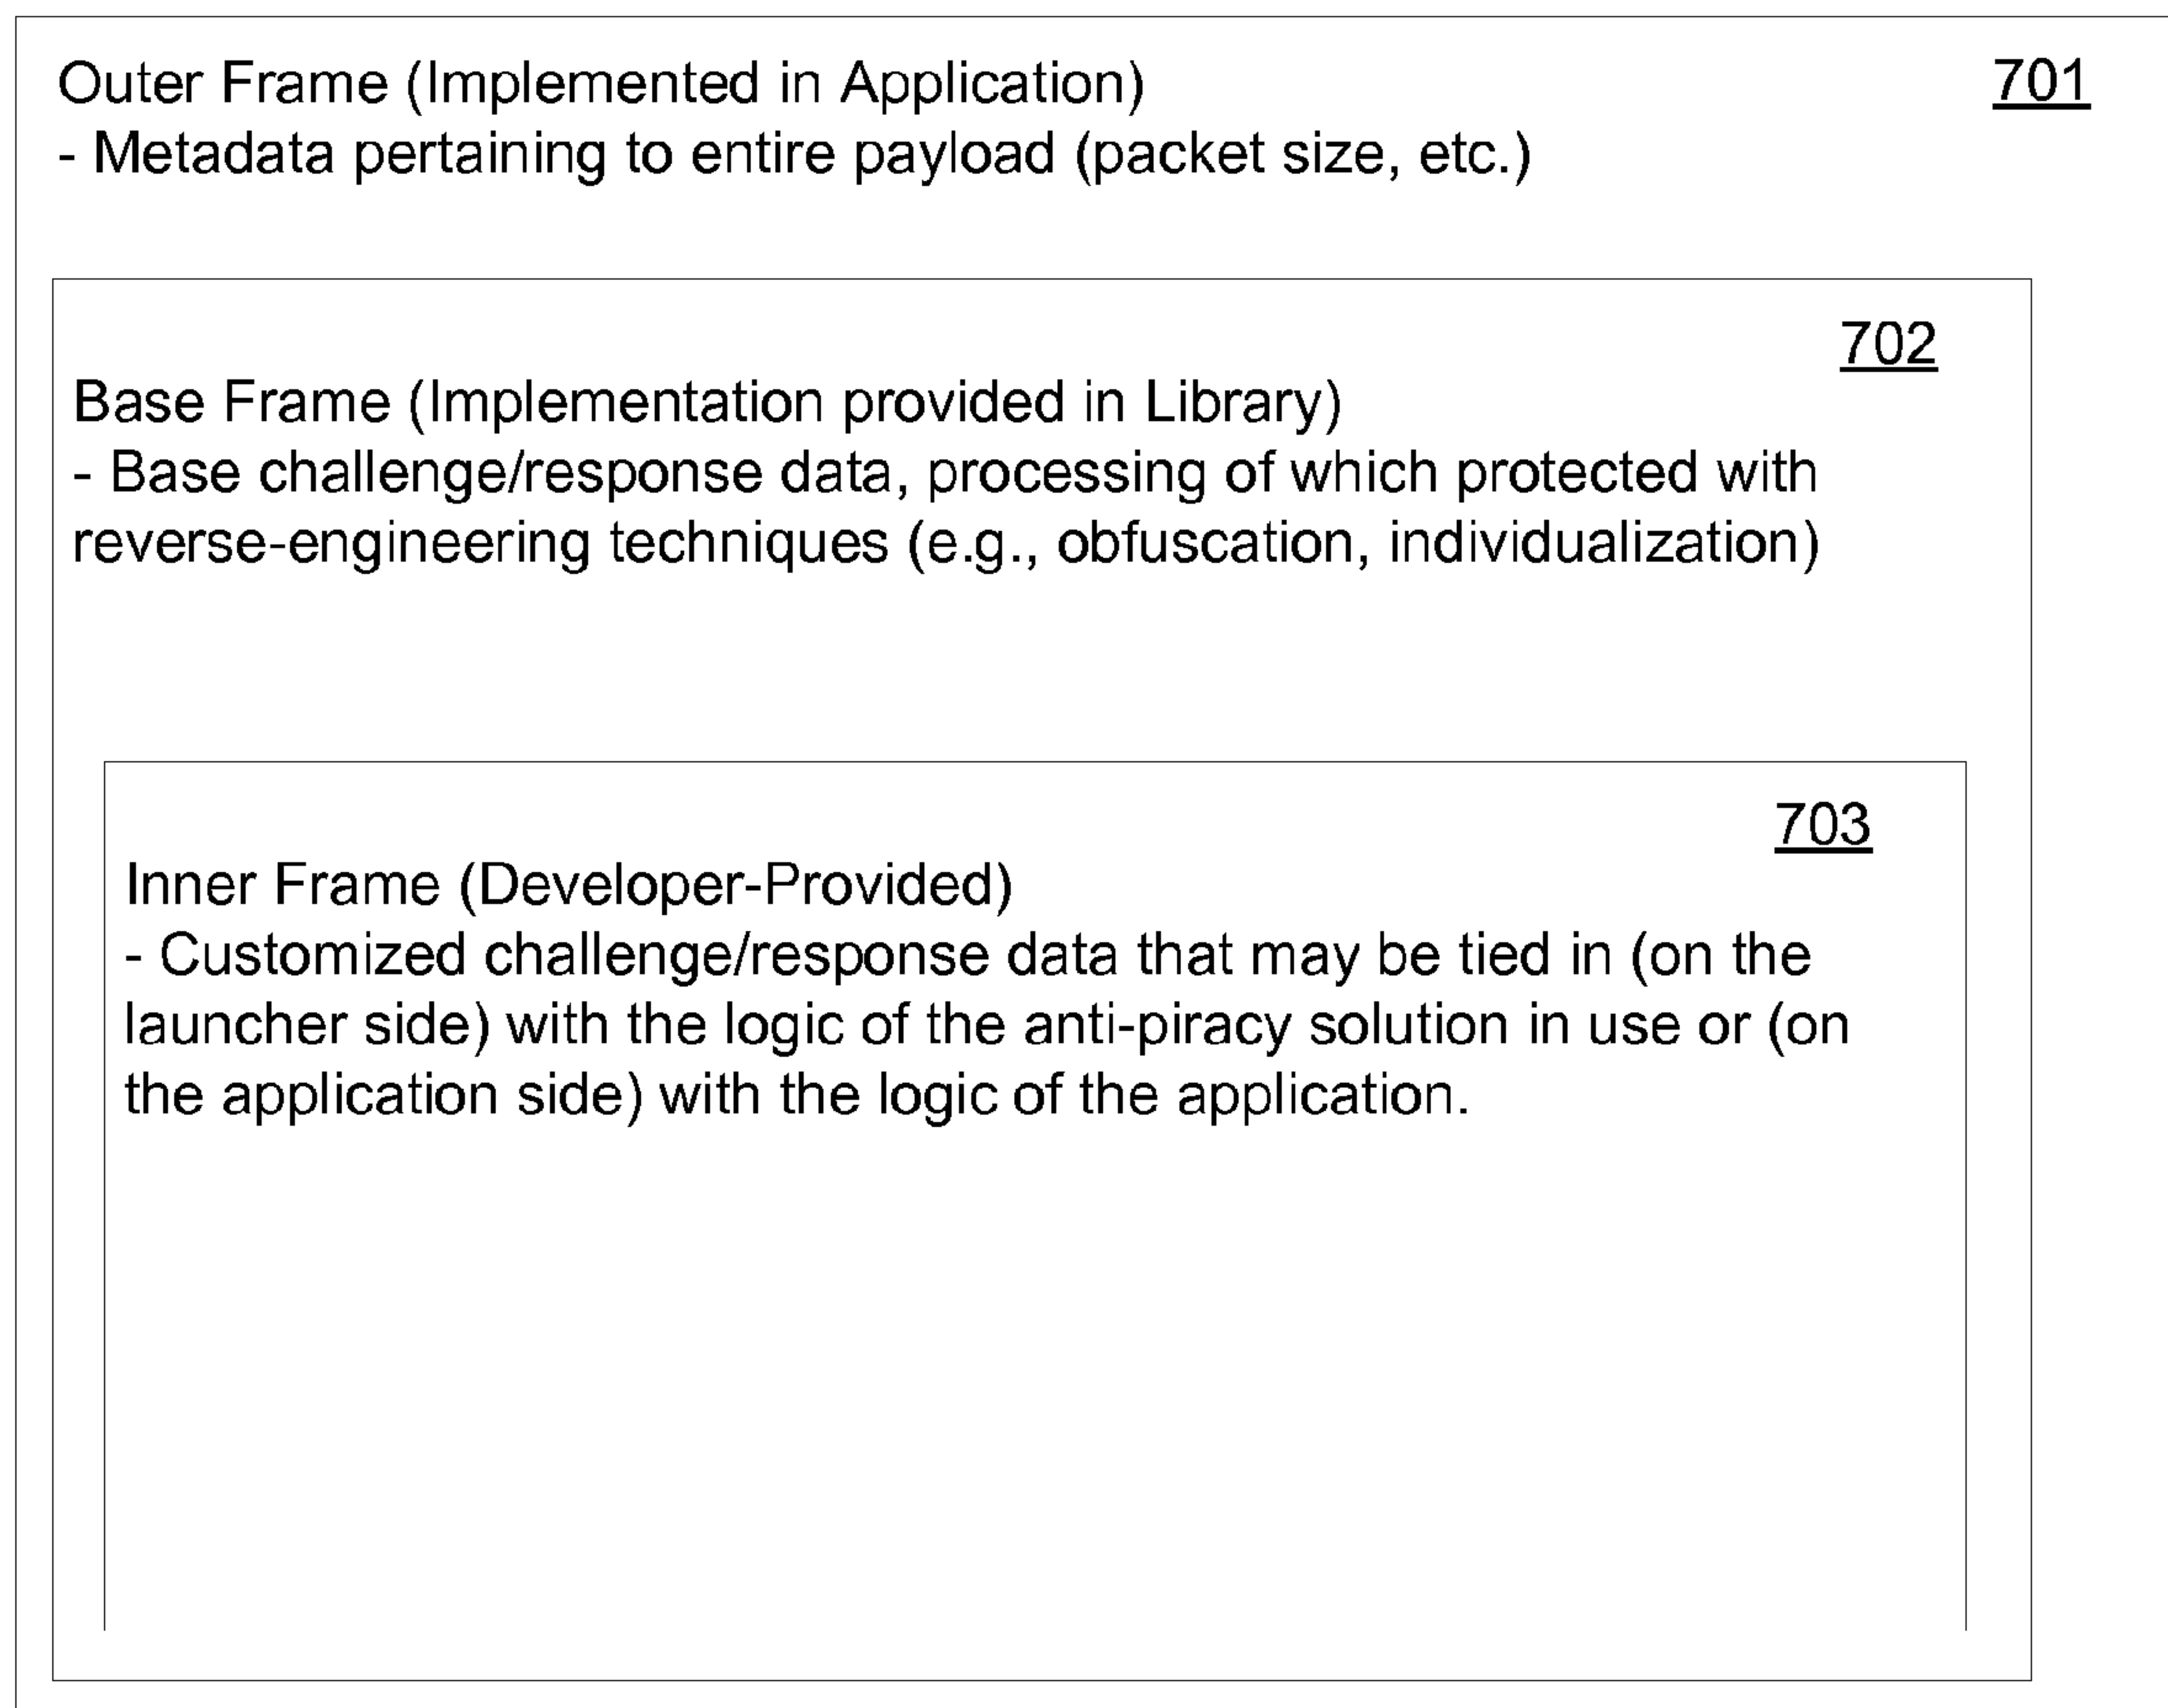 Outer Frame (Implemented in Application) 701
- Metadata pertaining to entire payload (packet size, etc.)
702
Base Frame (Implementation provided in Library)
- Base challenge/response data, processing of which protected with
reverse-engineering techniques (e.g., obfuscation, individualization)
703
Inner Frame (Developer-Provided)
- Customized challenge/response data that may be tied in (on the
launcher side) with the logic of the anti-piracy solution in use or (on
the application side) with the logic of the application.